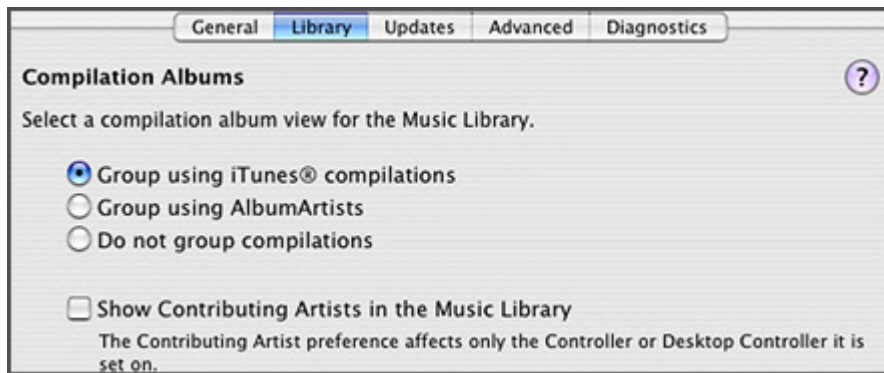 General Library Updates Advanced Diagnostics
Compilation Albums ?
Select a compilation album view for the Music Library.
Group using iTunes® compilations
Group using AlbumArtists
Do not group compilations
Show Contributing Artists in the Music Library
The Contributing Artist preference affects only the Controller or Desktop Controller it is
set on.